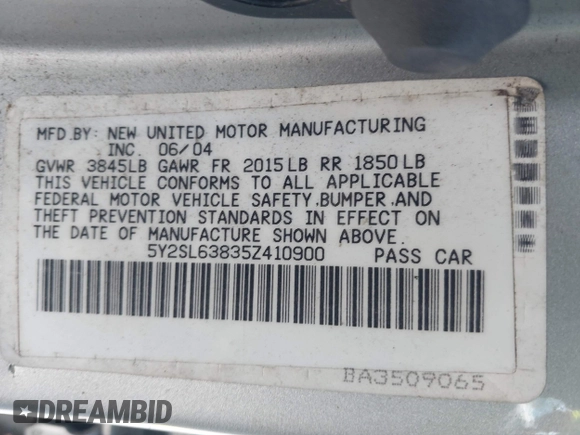 MFD.BY: NEW UNITED MOTOR MANUFACTURING
INC. 06/04
GVWR 3845LB GAWR FR 2015LB RR 1850LB
THIS VEHICLE CONFORMS TO ALL APPLICABLE
FEDERAL MOTOR VEHICLE SAFETY.BUMPER.AND
THEFT PREVENTION STANDARDS IN EFFECT ON
THE DATE OF MANUFACTURE SHOWN ABOVE.
5Y2SL63835Z410900 PASS CAR
BA3509065
DREAMBID